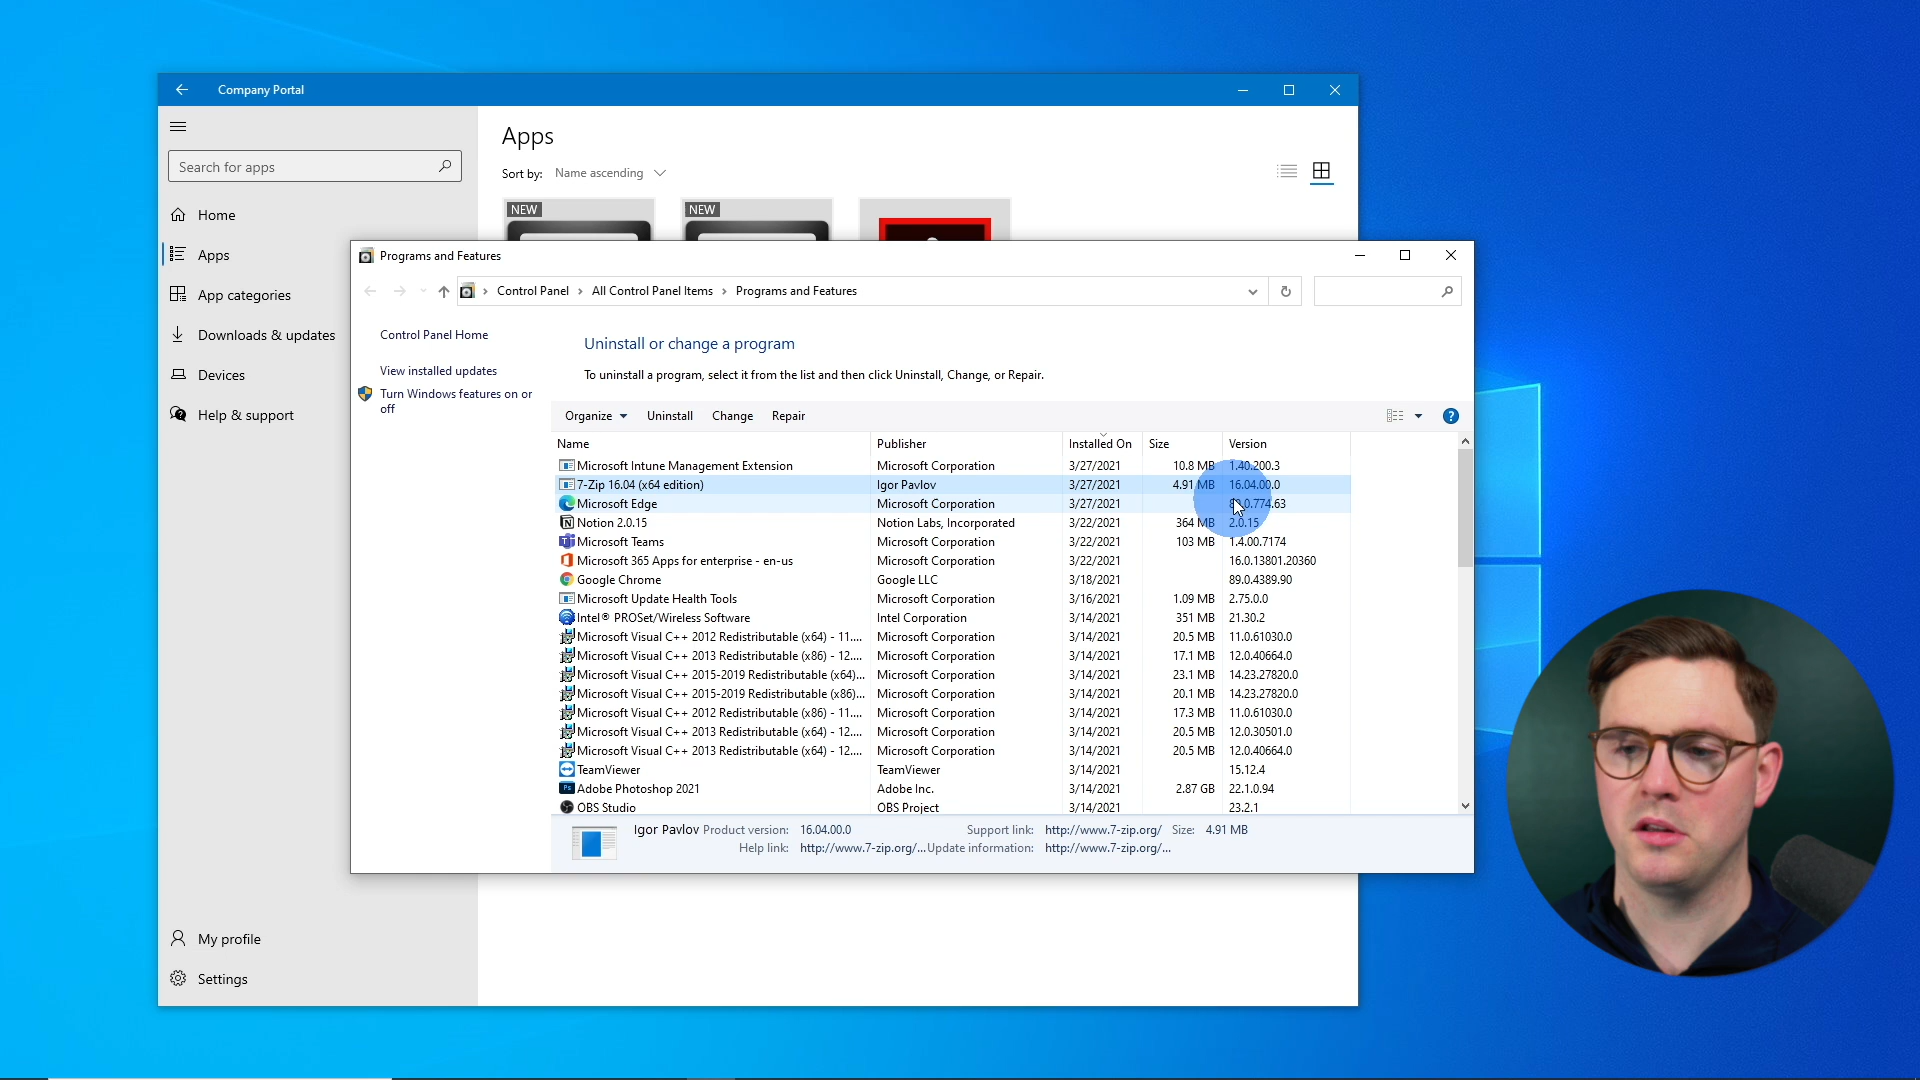 Company Portal
Search for apps
Home
Apps
App categories
Downloads & updates
Devices
Help & support
My profile
Settings
Apps
Sort by: Name ascending
NEW
NEW
Programs and Features
Control Panel › All Control Panel Items › Programs and Features
Control Panel Home
View installed updates
Turn Windows features on or
off
Uninstall or change a program
To uninstall a program, select it from the list and then click Uninstall, Change, or Repair.
Organize Uninstall Change Repair
Name Publisher Installed On Size Version
Microsoft Intune Management Extension Microsoft Corporation 3/27/2021 10.8 MB 1.40.200.3
7-Zip 16.04 (x64 edition) Igor Pavlov 3/27/2021 4.91 MB 16.04.00.0
Microsoft Edge Microsoft Corporation 3/27/2021
Notion 2.0.15 Notion Labs, Incorporated 3/22/2021 364 MB 2.0.15
Microsoft Teams Microsoft Corporation 3/22/2021 103 MB 1.4.00.7174
Microsoft 365 Apps for enterprise - en-us Microsoft Corporation 3/22/2021 16.0.13801.20360
Google Chrome Google LLC 3/18/2021 89.0.4389.90
Microsoft Update Health Tools Microsoft Corporation 3/16/2021 1.09 MB 2.75.0.0
Intel® PROSet/Wireless Software Intel Corporation 3/14/2021 351 MB 21.30.2
Microsoft Visual C++ 2012 Redistributable (x64) - 11.... Microsoft Corporation 3/14/2021 20.5 MB 11.0.61030.0
Microsoft Visual C++ 2013 Redistributable (x86) - 12.... Microsoft Corporation 3/14/2021 17.1 MB 12.0.40664.0
Microsoft Visual C++ 2015-2019 Redistributable (x64)... Microsoft Corporation 3/14/2021 23.1 MB 14.23.27820.0
Microsoft Visual C++ 2015-2019 Redistributable (x86)... Microsoft Corporation 3/14/2021 20.1 MB 14.23.27820.0
Microsoft Visual C++ 2012 Redistributable (x86) - 11.... Microsoft Corporation 3/14/2021 17.3 MB 11.0.61030.0
Microsoft Visual C++ 2013 Redistributable (x64) - 12.... Microsoft Corporation 3/14/2021 20.5 MB 12.0.30501.0
Microsoft Visual C++ 2013 Redistributable (x64) - 12.... Microsoft Corporation 3/14/2021 20.5 MB 12.0.40664.0
TeamViewer TeamViewer 3/14/2021 15.12.4
Adobe Photoshop 2021 Adobe Inc. 3/14/2021 2.87 GB 22.1.0.94
OBS Studio OBS Project 3/14/2021 23.2.1
Igor Pavlov Product version: 16.04.00.0 Support link: http://www.7-zip.org/ Size: 4.91 MB
Help link: http://www.7-zip.org/... Update information: http://www.7-zip.org/...